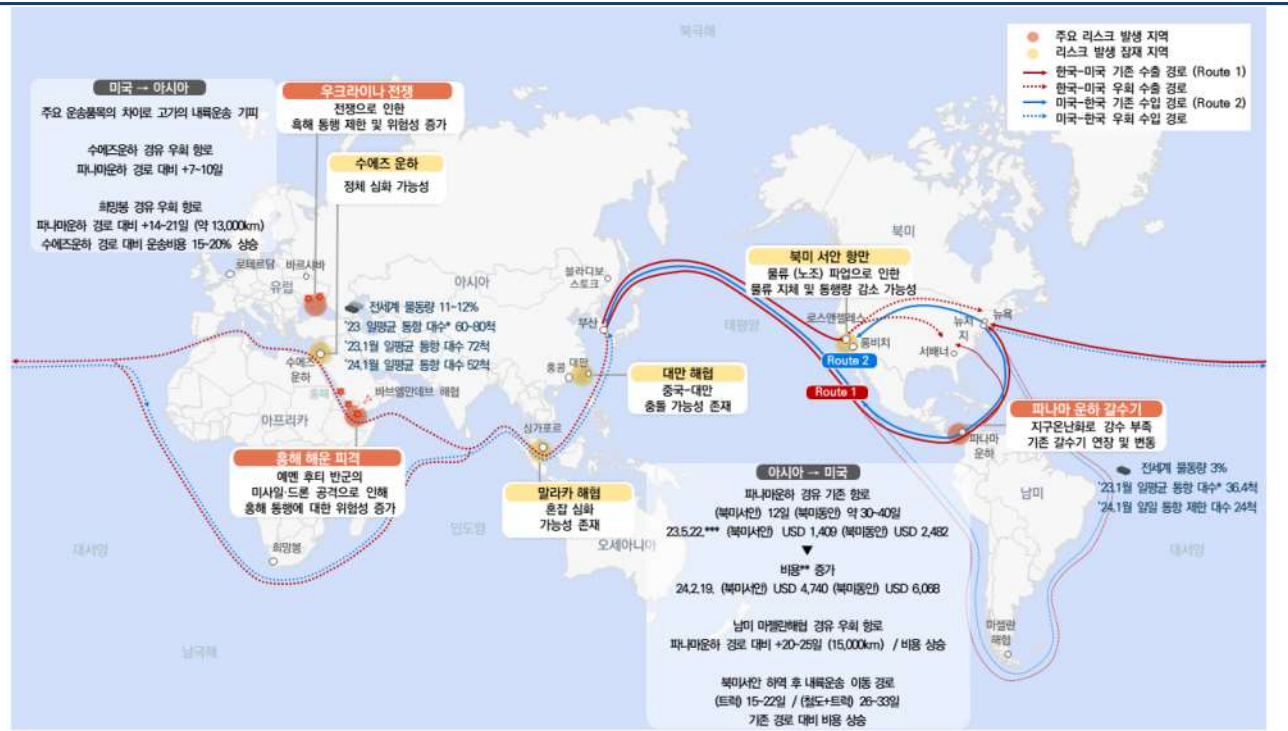 북극해
주요 리스크 발생 지역
리스크 발생 잠재 지역
한국-미국 기존 수출 경로 (Route 1)
한국-미국 우회 수출 경로
미국-한국 기존 수입 경로 (Route 2)
미국-한국 우회 수입 경로
미국 → 아시아
주요 운송품목의 차이로 고가의 내륙운송 기피
수에즈운하 경유 우회 항로
파나마운하 경로 대비 +7~10일
희망봉 경유 우회 항로
파나마운하 경로 대비 +14~21일 (약 13,000km)
수에즈운하 경로 대비 운송비용 15~20% 상승
우크라이나 전쟁
전쟁으로 인한
흑해 통행 제한 및 위험성 증가
수에즈 운하
정체 심화 가능성
로테르담
바르샤바
유럽
아시아
블라디보
스토크
부산
전세계 물동량 11~12%
'23 일평균 통항 대수* 60~80척
'23.1월 일평균 통항 대수 72척
'24.1월 일평균 통항 대수 52척
수에즈
운하
홍해
바브엘만데브 해협
아프리카
홍콩
대만
싱가포르
태평양
북미
북미 서안 항만
물류 (노조) 파업으로 인한
물류 지체 및 통행량 감소 가능성
로스앤젤레스
롱비치
뉴욕
뉴저
지
서배너
Route 2
Route 1
대만 해협
중국-대만
충돌 가능성 존재
홍해 해운 피격
예멘 후티 반군의
미사일·드론 공격으로 인해
홍해 통행에 대한 위험성 증가
말라카 해협
혼잡 심화
가능성 존재
파나마 운하 갈수기
지구온난화로 강수 부족
기존 갈수기 연장 및 변동
파나마
운하
전세계 물동량 3%
'23.1월 일평균 통항 대수* 36.4척
'24.1월 일일 통항 제한 대수 24척
남미
아시아 → 미국
파나마운하 경유 기존 항로
(북미서안) 12일 (북미동안) 약 30~40일
23.5.22.*** (북미서안) USD 1,409 (북미동안) USD 2,482
▼
비용** 증가
24.2.19. (북미서안) USD 4,740 (북미동안) USD 6,068
남미 마젤란해협 경유 우회 항로
파나마운하 경로 대비 +20~25일 (15,000km) / 비용 상승
북미서안 하역 후 내륙운송 이동 경로
(트럭) 15~22일 / (철도+트럭) 26~33일
기존 경로 대비 비용 상승
인도양
오세아니아
대서양
희망봉
대서양
마젤란
해협
남극해